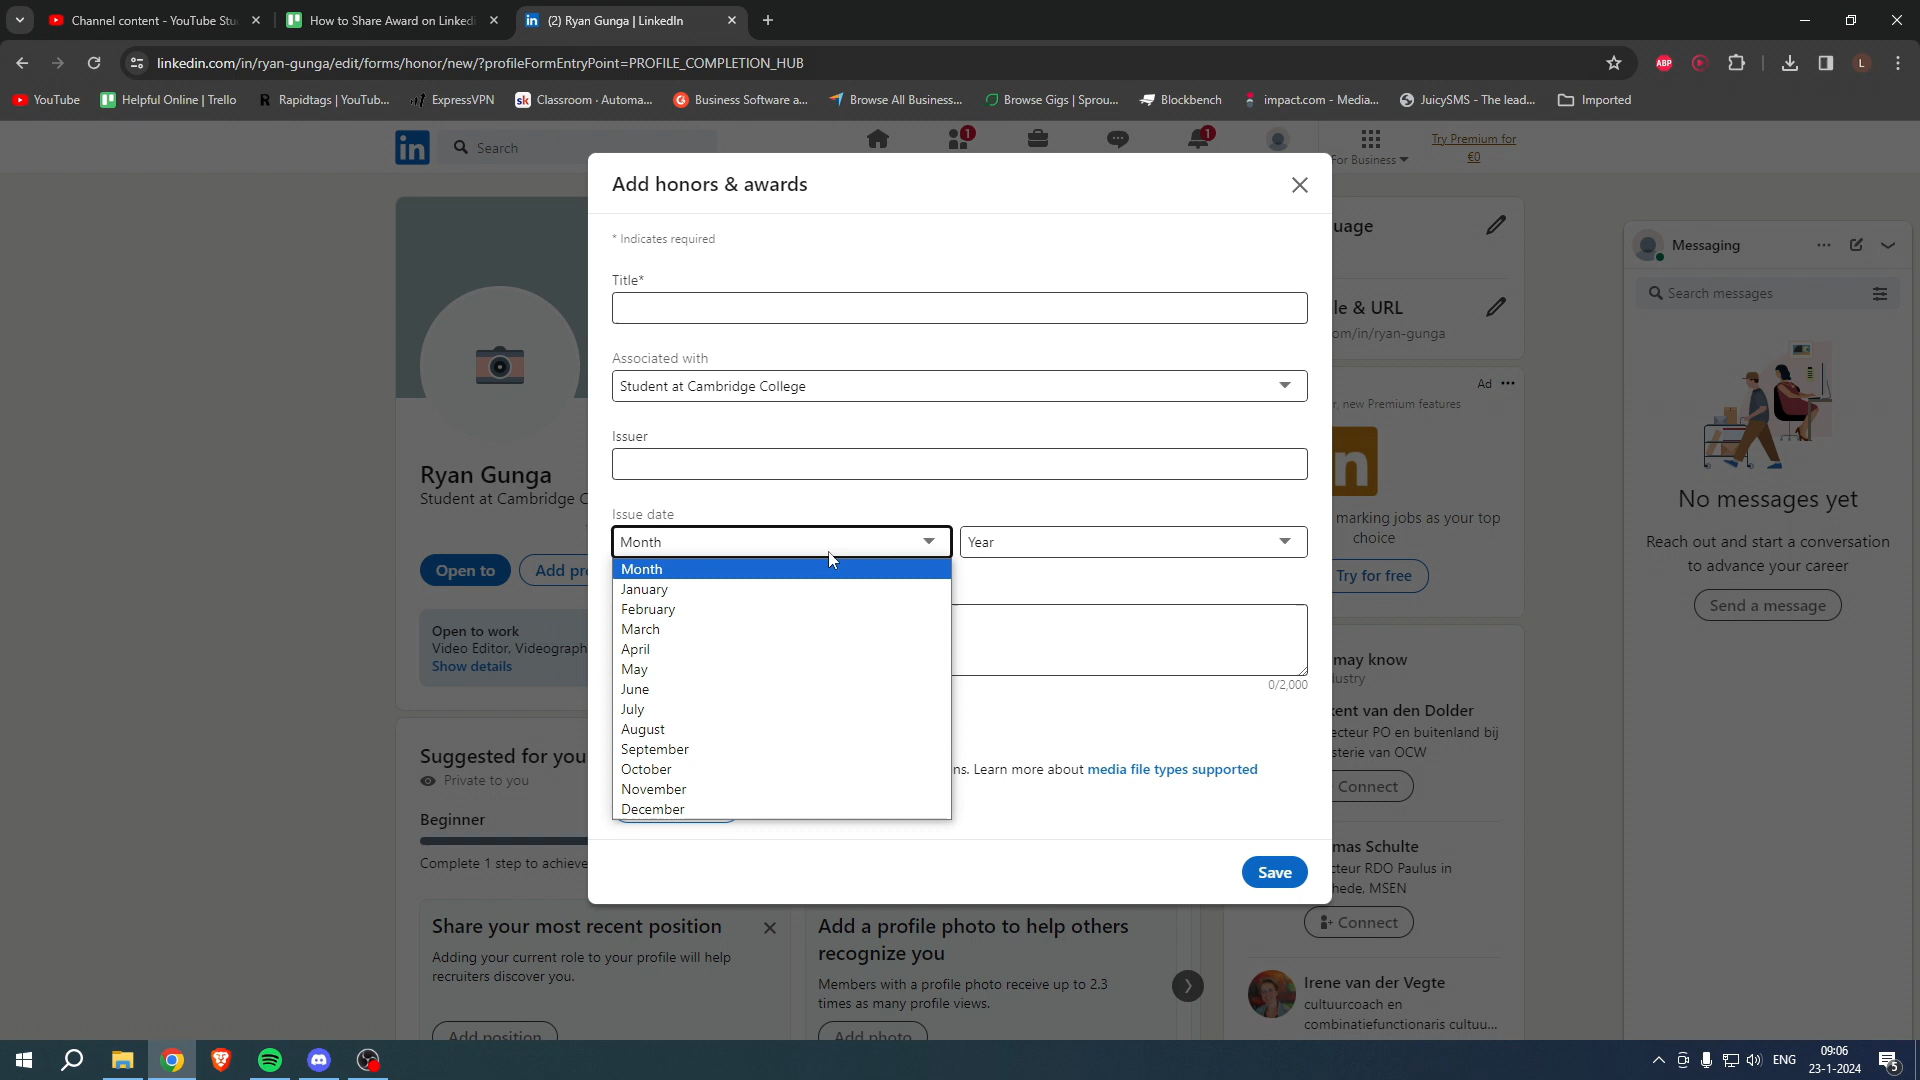 Channel content - YouTube Stu
How to Share Award on Linked
in (2) Ryan Gunga | LinkedIn
linkedin.com/in/ryan-gunga/edit/forms/honor/new/?profileFormEntryPoint=PROFILE_COMPLETION_HUB
ABP
L
YouTube
Helpful Online | Trello
R Rapidtags | YouTub...
ExpressVPN
sk Classroom - Automa...
Business Software a...
Browse All Business...
Browse Gigs | Sprou...
Blockbench
impact.com - Media...
JuicySMS - The lead...
Imported
in
Search
1
1
For Business
Try Premium for
€0
Add honors & awards
* Indicates required
Title*
Associated with
Student at Cambridge College
Issuer
Issue date
Month
Year
Month
January
February
March
April
May
June
July
August
September
October
November
December
0/2,000
ns. Learn more about media file types supported
Save
Ryan Gunga
Student at Cambridge C
Open to
Add pr
Open to work
Video Editor, Videograph
Show details
Suggested for you
Private to you
Beginner
Complete 1 step to achieve
Share your most recent position
Adding your current role to your profile will help
recruiters discover you.
Add position
Add a profile photo to help others
recognize you
Members with a profile photo receive up to 2.3
times as many profile views.
Add photo
uage
le & URL
om/in/ryan-gunga
Ad
r, new Premium features
in
marking jobs as your top
choice
Try for free
may know
ustry
ent van den Dolder
ecteur PO en buitenland bij
sterie van OCW
Connect
mas Schulte
cteur RDO Paulus in
hede. MSEN
Connect
Irene van der Vegte
cultuurcoach en
combinatiefunctionaris cultuu...
Messaging
Search messages
No messages yet
Reach out and start a conversation
to advance your career
Send a message
ENG
09:06
23-1-2024
5